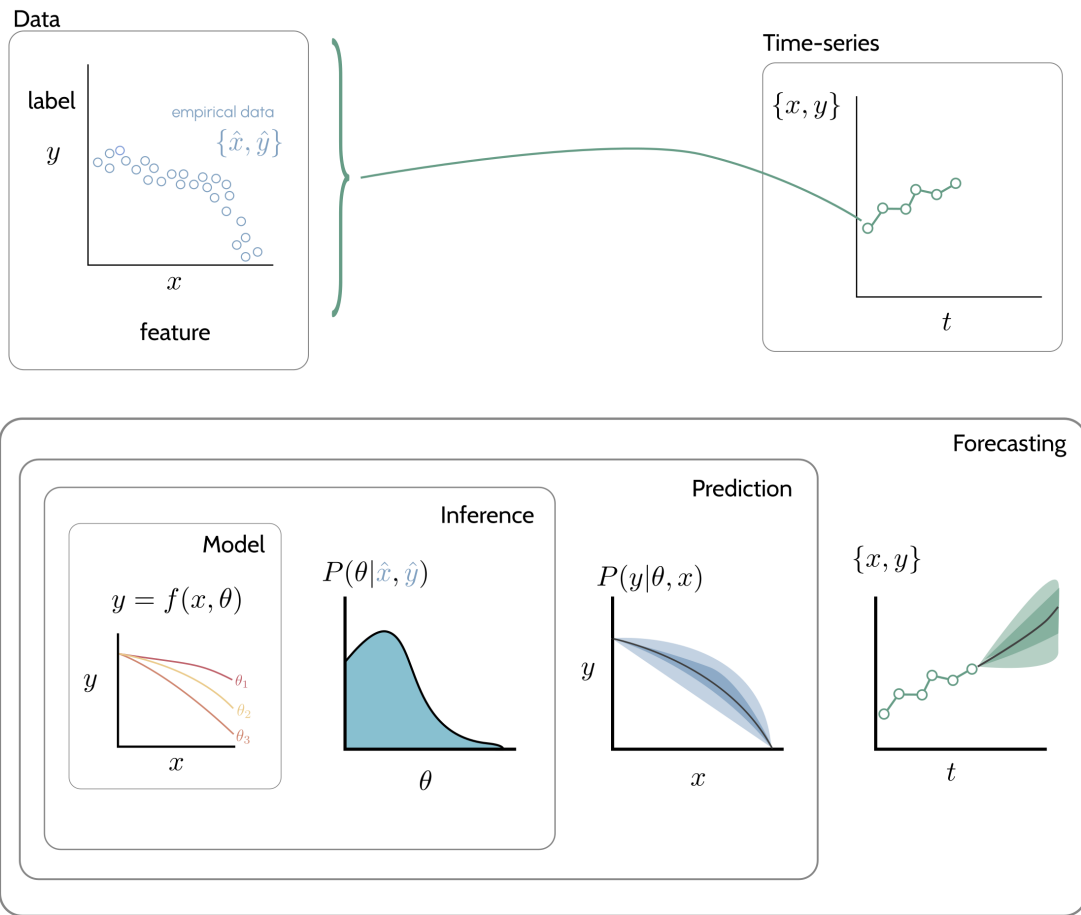 Data
label
y
empirical data
{x̂, ŷ}
x
feature
Time-series
{x, y}
t
Forecasting
Prediction
Inference
Model
y = f(x, θ)
y
θ₁
θ₂
θ₃
x
P(θ|x̂, ŷ)
θ
P(y|θ, x)
y
x
{x, y}
t